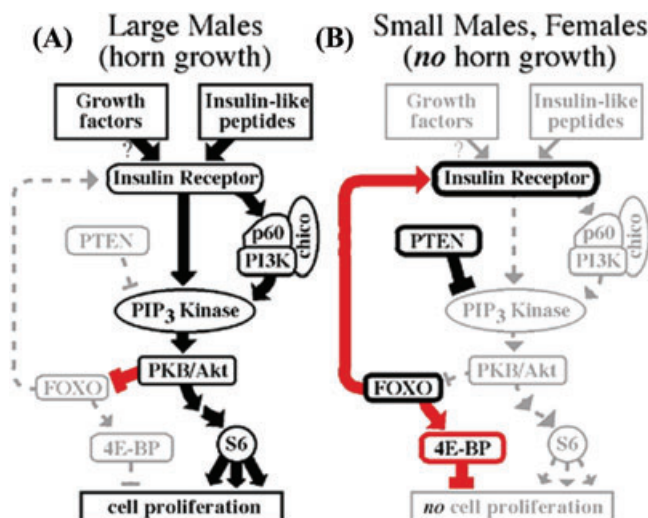 (A) Large Males
(horn growth)
Growth
factors
Insulin-like
peptides
?
Insulin Receptor
PTEN
p60
PI3K
chico
PIP3 Kinase
PKB/Akt
FOXO
4E-BP
S6
cell proliferation
(B) Small Males, Females
(no horn growth)
Growth
factors
Insulin-like
peptides
?
Insulin Receptor
PTEN
p60
PI3K
chico
PIP3 Kinase
PKB/Akt
FOXO
4E-BP
S6
no cell proliferation